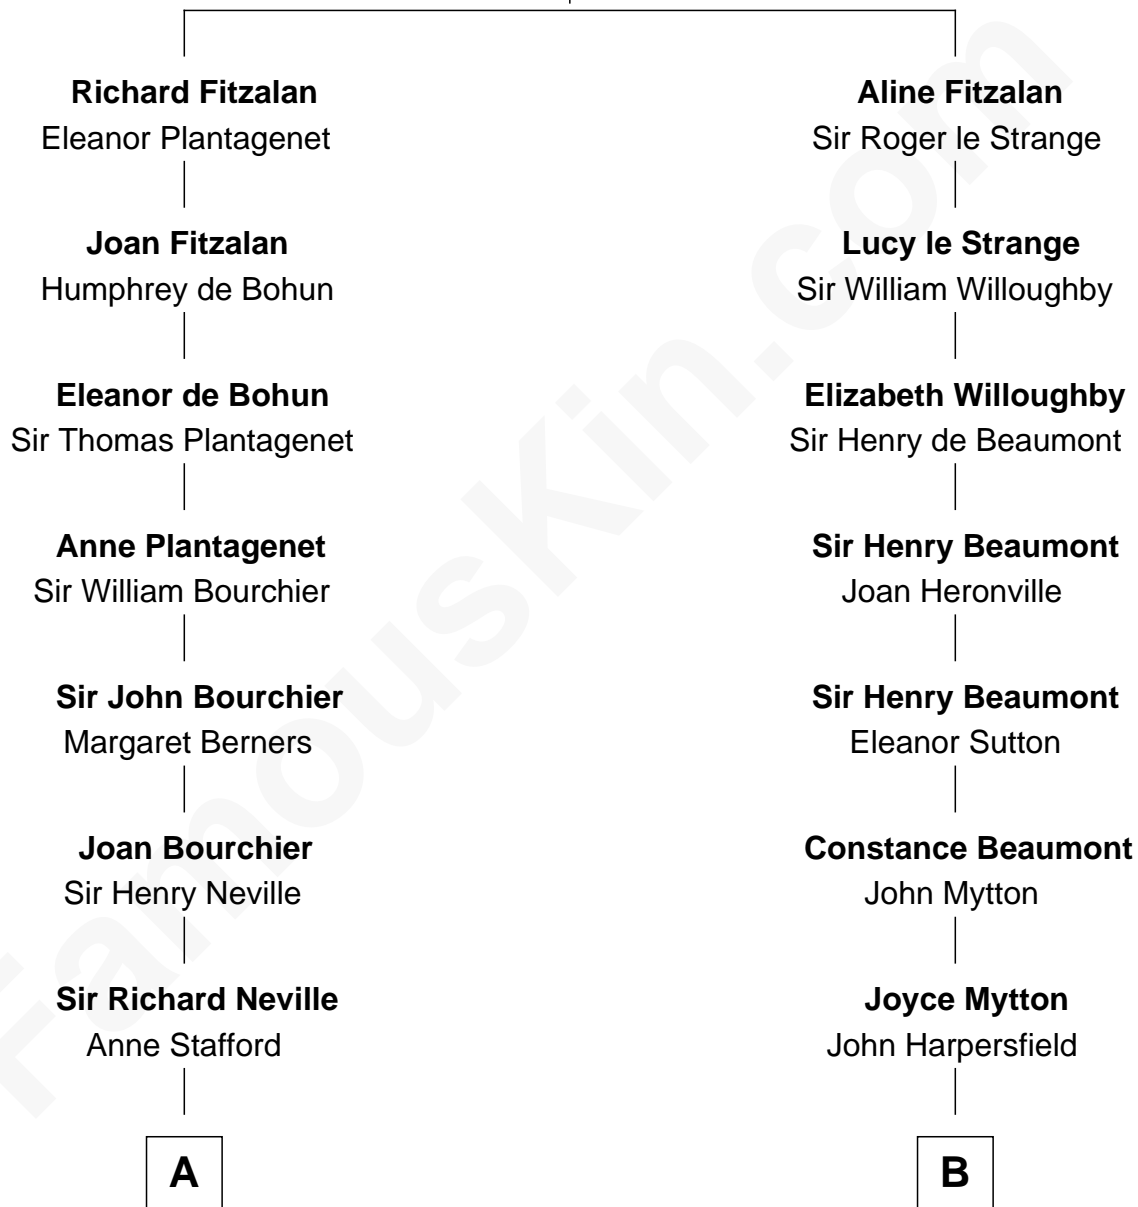 Richard Fitzalan
Eleanor Plantagenet
Joan Fitzalan
Humphrey de Bohun
Eleanor de Bohun
Sir Thomas Plantagenet
Anne Plantagenet
Sir William Bourchier
Sir John Bourchier
Margaret Berners
Joan Bourchier
Sir Henry Neville
Sir Richard Neville
Anne Stafford
A
Aline Fitzalan
Sir Roger le Strange
Lucy le Strange
Sir William Willoughby
Elizabeth Willoughby
Sir Henry de Beaumont
Sir Henry Beaumont
Joan Heronville
Sir Henry Beaumont
Eleanor Sutton
Constance Beaumont
John Mytton
Joyce Mytton
John Harpersfield
B
FamousKin.com